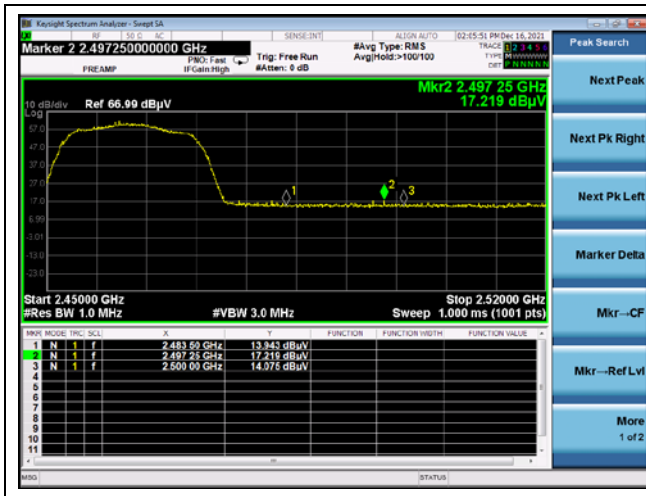 Keysight Spectrum Analyzer - Swept SA
RF 50 Ω AC SENSE:INT ALIGN AUTO 02:05:51 PM Dec 16, 2021
Marker 2 2.497250000000 GHz
#Avg Type: RMS
TRACE 1 2 3 4 5 6
PNO: Fast Trig: Free Run Avg|Hold:>100/100 TYPE M WWWWW
PREAMP IFGain:High #Atten: 0 dB DET P N N N N N
Mkr2 2.497 25 GHz
10 dB/div Ref 66.99 dBµV 17.219 dBµV
Log
57.0
47.0
37.0
27.0
17.0
6.99
-3.01
-13.0
-23.0
1
2
3
Start 2.45000 GHz Stop 2.52000 GHz
#Res BW 1.0 MHz #VBW 3.0 MHz Sweep 1.000 ms (1001 pts)
MKR MODE TRC SCL X Y FUNCTION FUNCTION WIDTH FUNCTION VALUE
1 N 1 f 2.483 50 GHz 13.943 dBµV
2 N 1 f 2.497 25 GHz 17.219 dBµV
3 N 1 f 2.500 00 GHz 14.075 dBµV
4
5
6
7
8
9
10
11
MSG STATUS
Peak Search
Next Peak
Next Pk Right
Next Pk Left
Marker Delta
Mkr→CF
Mkr→Ref Lvl
More
1 of 2